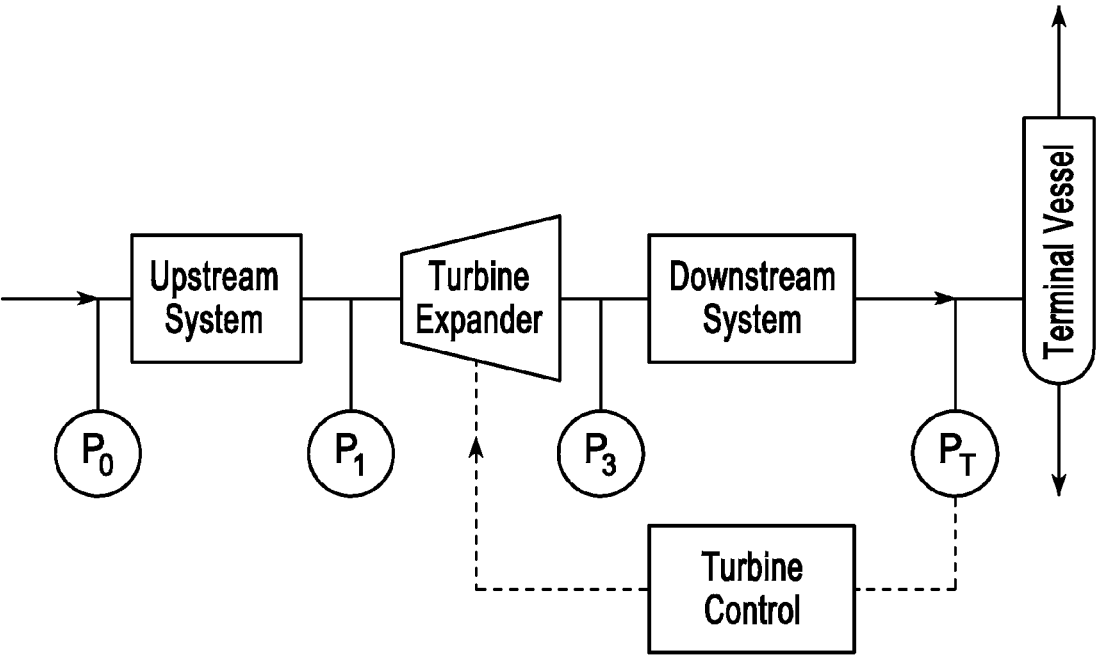 Upstream
System
Turbine
Expander
Downstream
System
Terminal Vessel
P0
P1
P3
PT
Turbine
Control